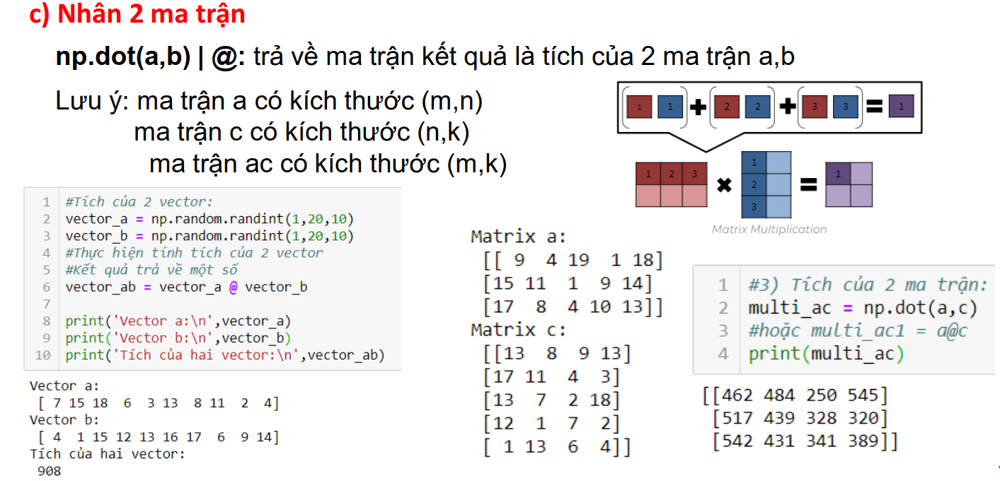 c) Nhân 2 ma trận
np.dot(a,b) | @: trả về ma trận kết quả là tích của 2 ma trận a,b
Lưu ý: ma trận a có kích thước (m,n)
ma trận c có kích thước (n,k)
ma trận ac có kích thước (m,k)
1 1 + 2 2 + 3 3 = 1
1 2 3 × 1 2 3 = 1
Matrix Multiplication
1 #Tích của 2 vector:
2 vector_a = np.random.randint(1,20,10)
3 vector_b = np.random.randint(1,20,10)
4 #Thực hiện tính tích của 2 vector
5 #Kết quả trả về một số
6 vector_ab = vector_a @ vector_b
7
8 print('Vector a:\n',vector_a)
9 print('Vector b:\n',vector_b)
10 print('Tích của hai vector:\n',vector_ab)
Vector a:
[ 7 15 18 6 3 13 8 11 2 4]
Vector b:
[ 4 1 15 12 13 16 17 6 9 14]
Tích của hai vector:
908
Matrix a:
[[ 9 4 19 1 18]
[15 11 1 9 14]
[17 8 4 10 13]]
Matrix c:
[[13 8 9 13]
[17 11 4 3]
[13 7 2 18]
[12 1 7 2]
[ 1 13 6 4]]
1 #3) Tích của 2 ma trận:
2 multi_ac = np.dot(a,c)
3 #hoặc multi_ac1 = a@c
4 print(multi_ac)
[[462 484 250 545]
[517 439 328 320]
[542 431 341 389]]